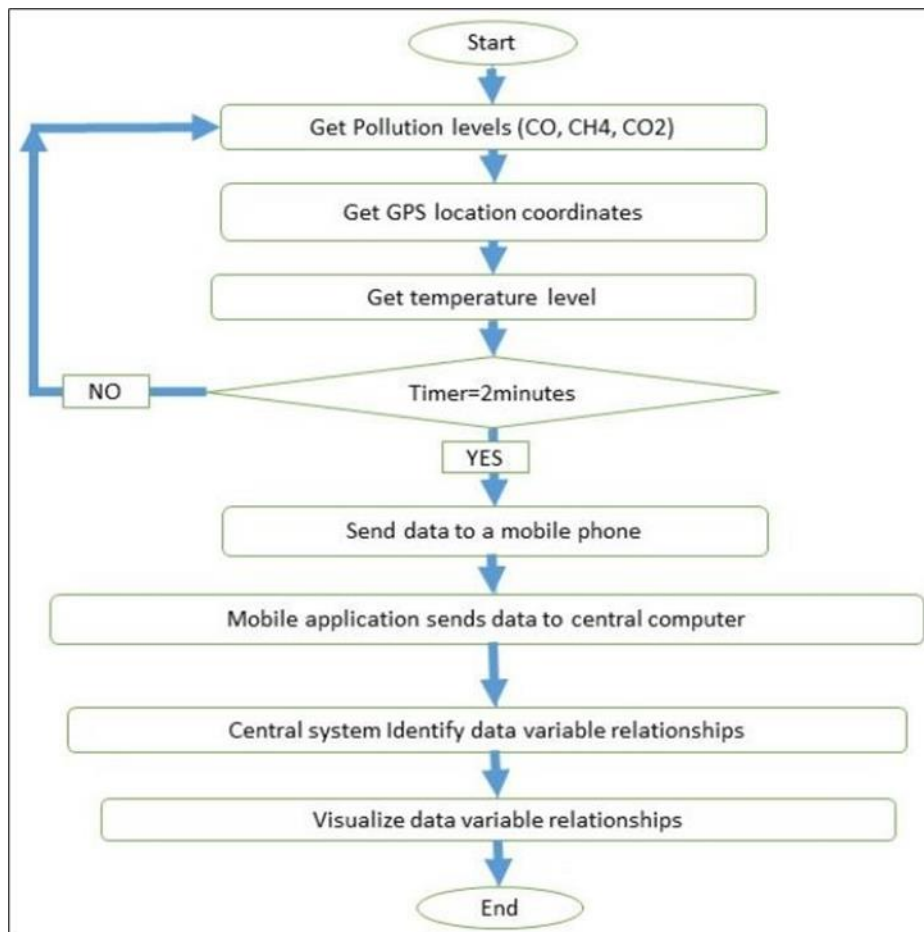 Start
Get Pollution levels (CO, CH4, CO2)
Get GPS location coordinates
Get temperature level
Timer=2minutes
NO
YES
Send data to a mobile phone
Mobile application sends data to central computer
Central system Identify data variable relationships
Visualize data variable relationships
End